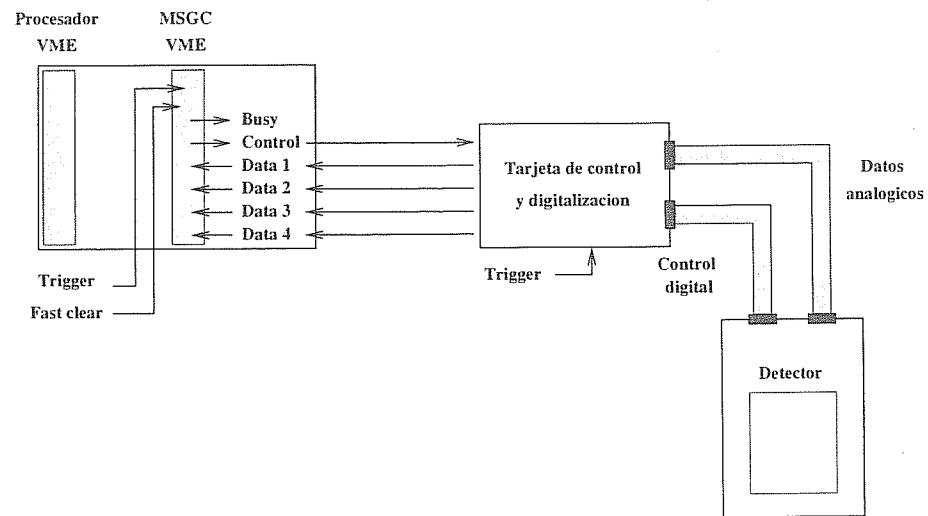 Procesador
VME
MSGC
VME
Busy
Control
Data 1
Data 2
Data 3
Data 4
Trigger
Fast clear
Tarjeta de control
y digitalizacion
Trigger
Datos
analogicos
Control
digital
Detector